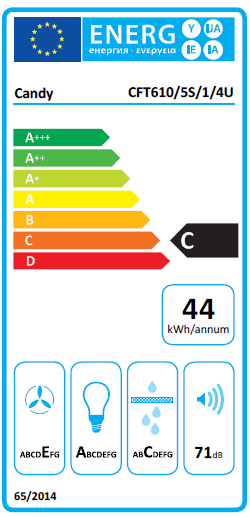 ENERG Y IJA
енергия · ενεργεια IE IA
Candy CFT610/5S/1/4U
A+++
A++
A+
A
B
C
D
C
44
kWh/annum
ABCDEFG ABCDEFG ABCDEFG 71dB
65/2014